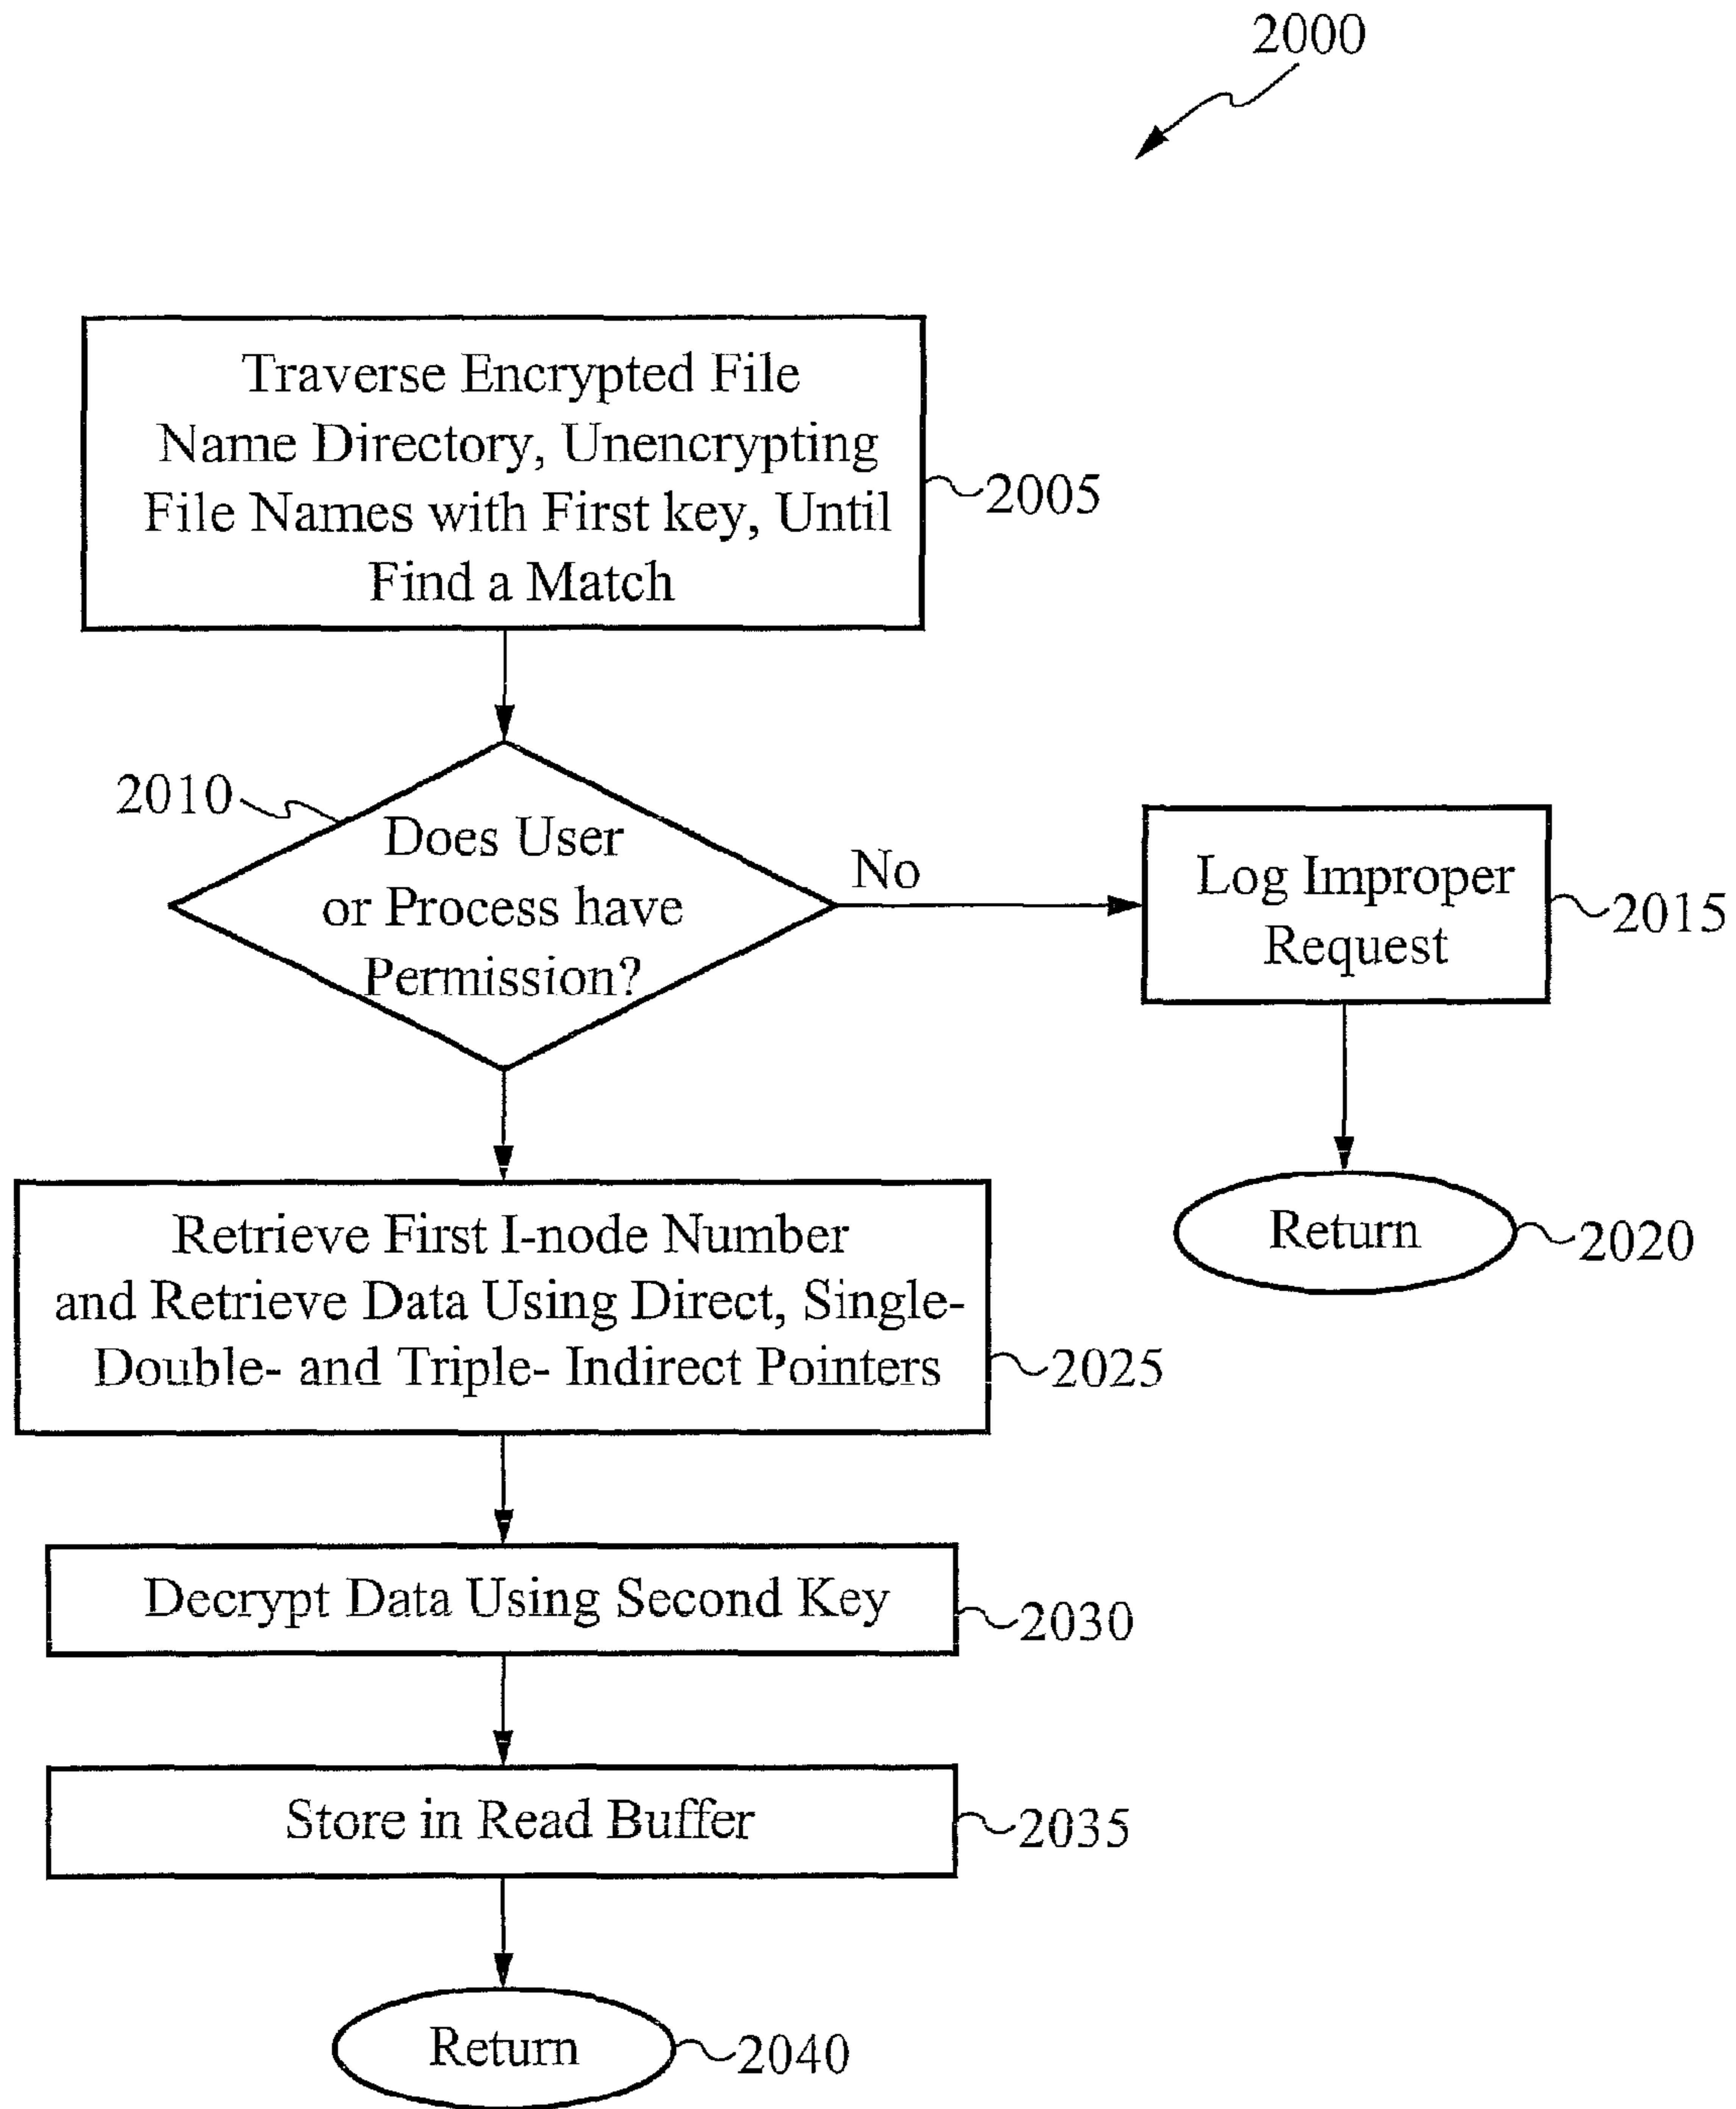 2000
Traverse Encrypted File
Name Directory, Unencrypting
File Names with First key, Until
Find a Match
2005
2010
Does User
or Process have
Permission?
No
Log Improper
Request
2015
Return
2020
Retrieve First I-node Number
and Retrieve Data Using Direct, Single-
Double- and Triple- Indirect Pointers
2025
Decrypt Data Using Second Key
2030
Store in Read Buffer
2035
Return
2040